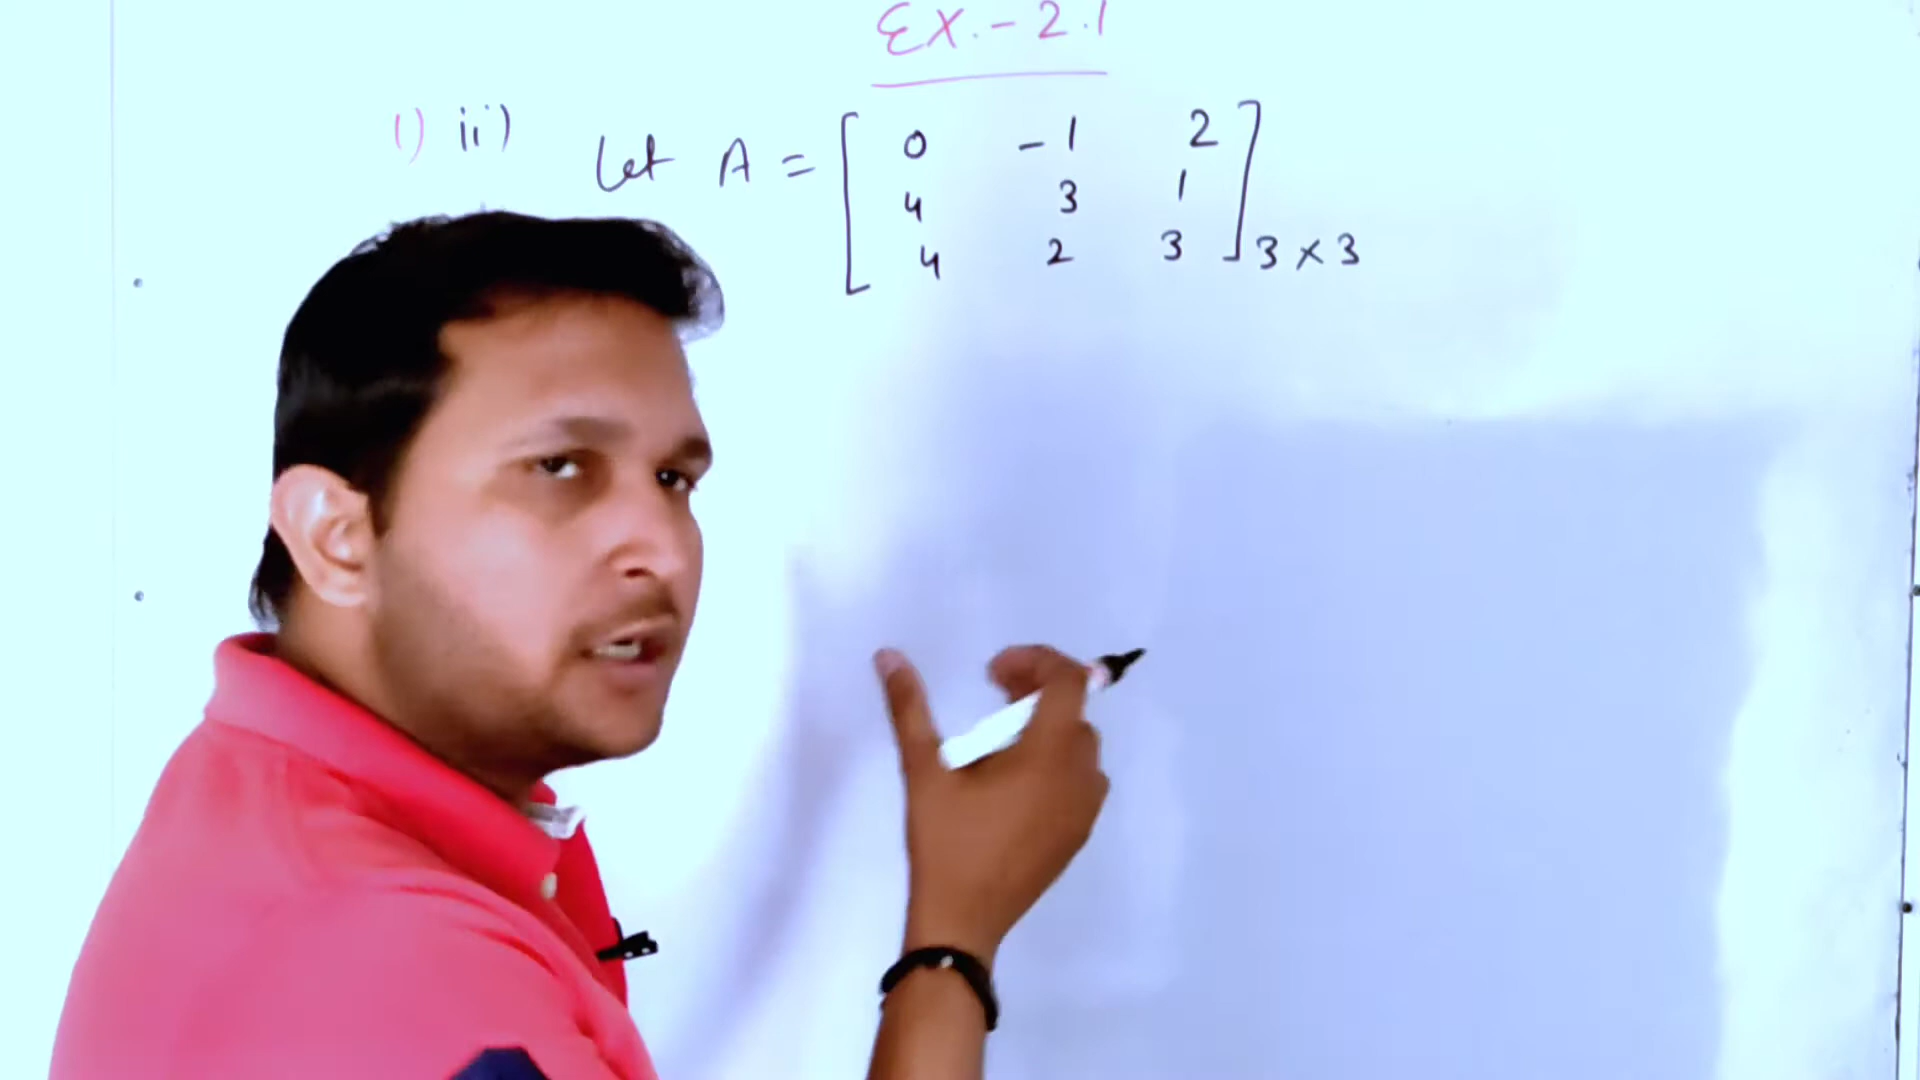 Ex. - 2.1
1) ii) Let A = [ 0 -1 2
4 3 1
4 2 3 ] 3 × 3